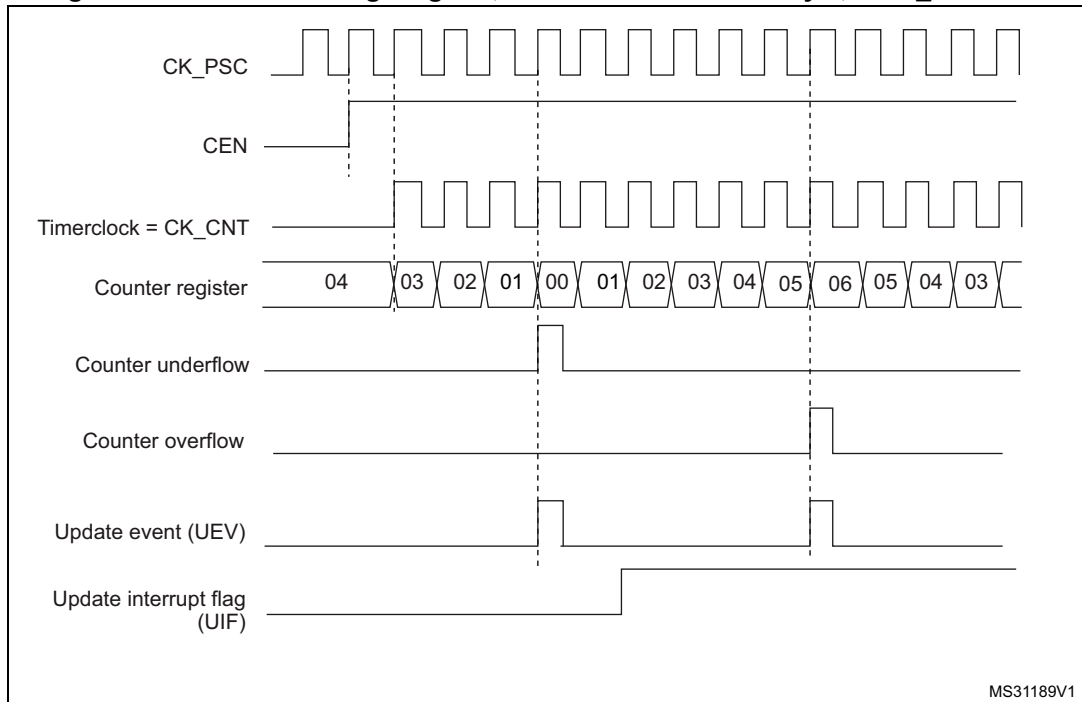 CK_PSC
CEN
Timerclock = CK_CNT
Counter register
04 03 02 01 00 01 02 03 04 05 06 05 04 03
Counter underflow
Counter overflow
Update event (UEV)
Update interrupt flag
(UIF)
MS31189V1